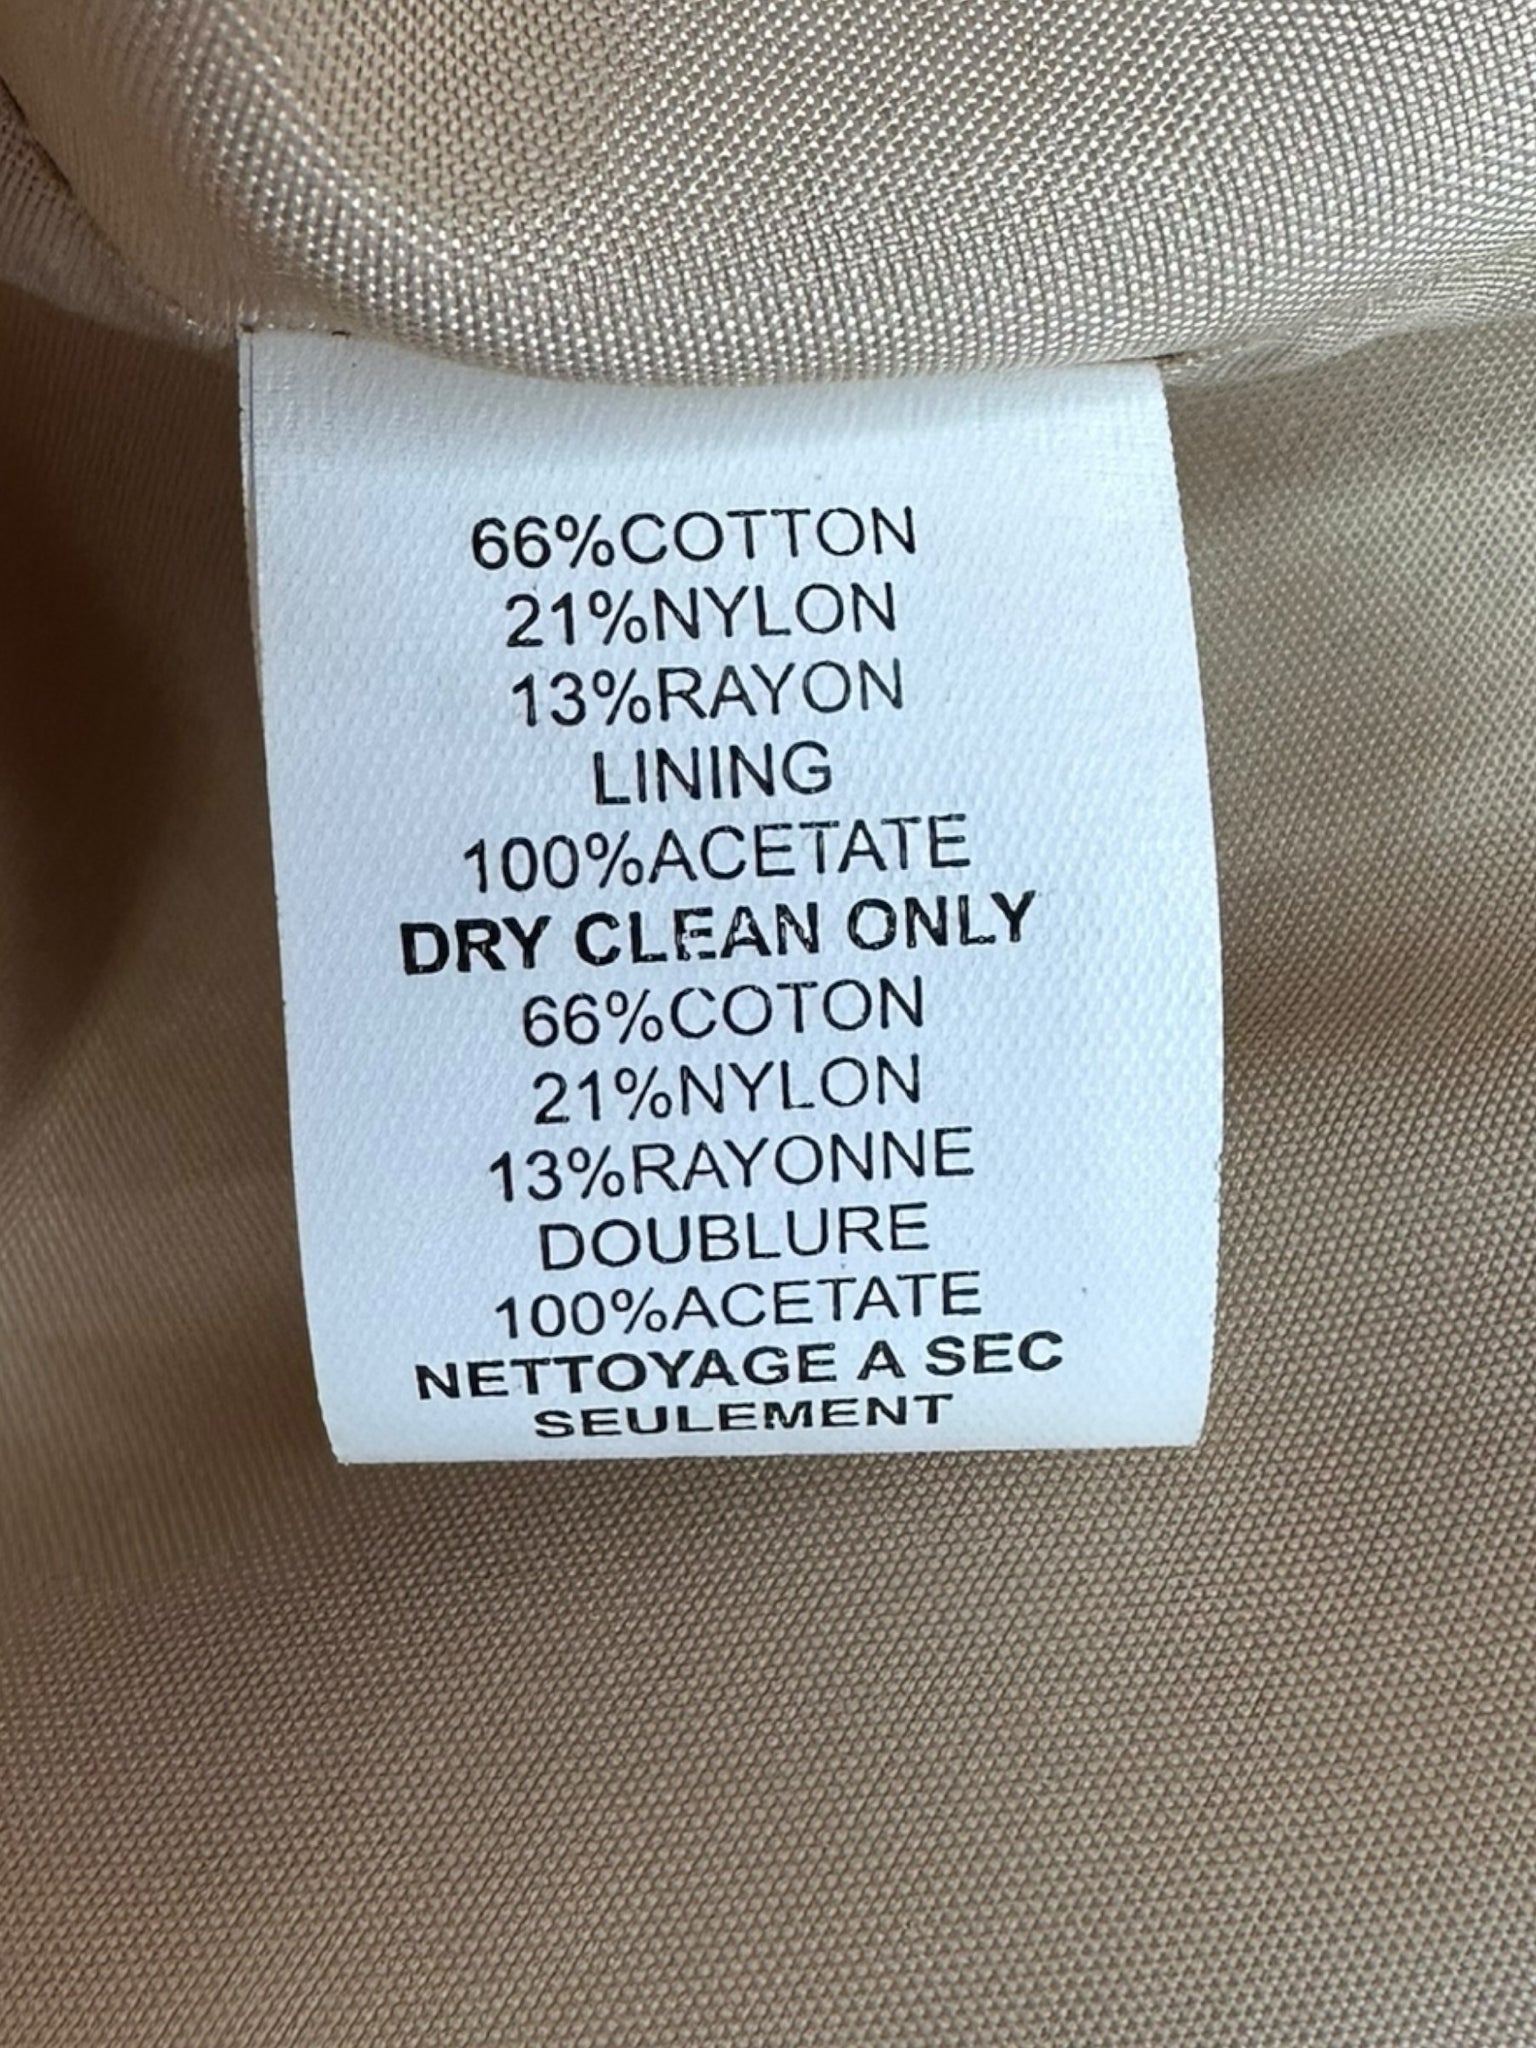 66%COTTON
21%NYLON
13%RAYON
LINING
100%ACETATE
DRY CLEAN ONLY
66%COTON
21%NYLON
13%RAYONNE
DOUBLURE
100%ACETATE
NETTOYAGE A SEC
SEULEMENT